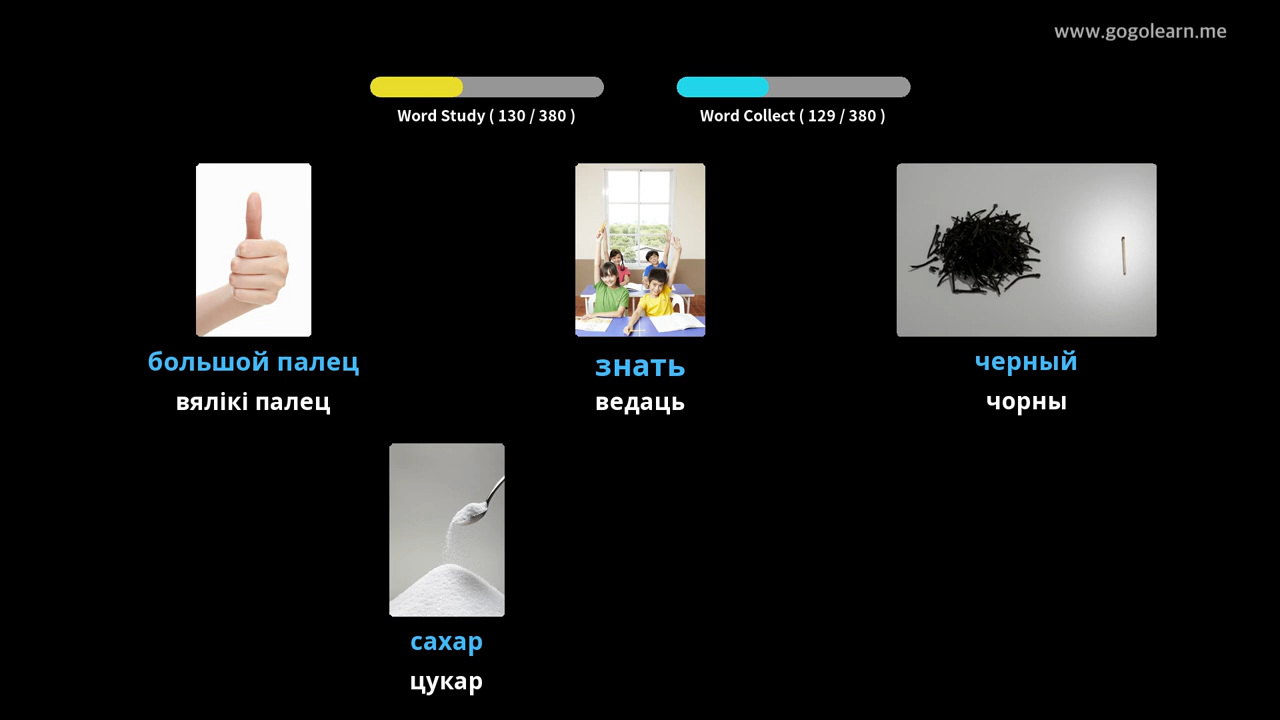 www.gogolearn.me
Word Study ( 130 / 380 )
Word Collect ( 129 / 380 )
большой палец
вялікі палец
знать
ведаць
черный
чорны
сахар
цукар